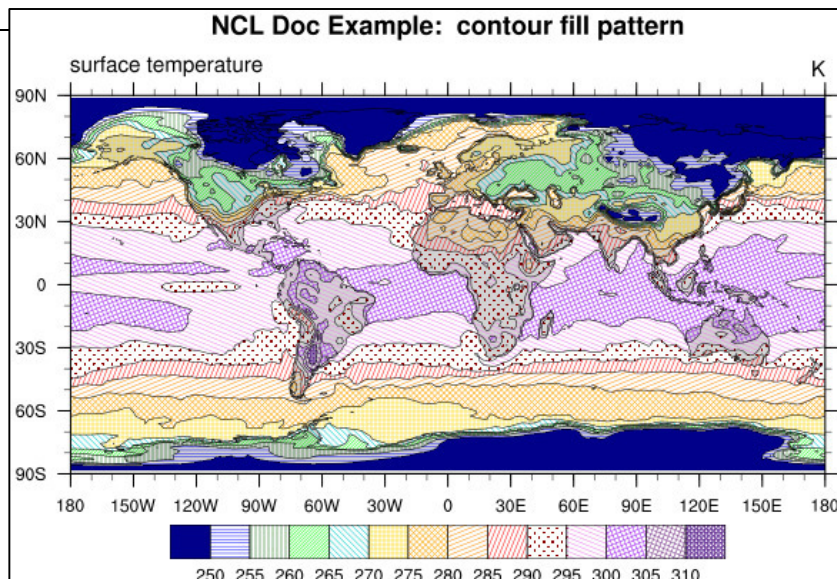 NCL Doc Example: contour fill pattern
surface temperature K
90N
60N
30N
0
30S
60S
90S
180 150W 120W 90W 60W 30W 0 30E 60E 90E 120E 150E 180
250 255 260 265 270 275 280 285 290 295 300 305 310